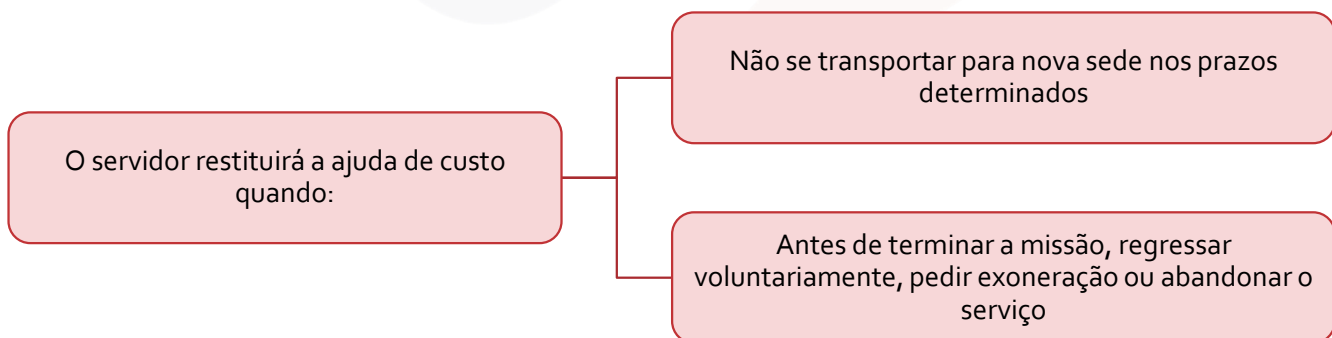 Não se transportar para nova sede nos prazos
determinados
O servidor restituirá a ajuda de custo
quando:
Antes de terminar a missão, regressar
voluntariamente, pedir exoneração ou abandonar o
serviço